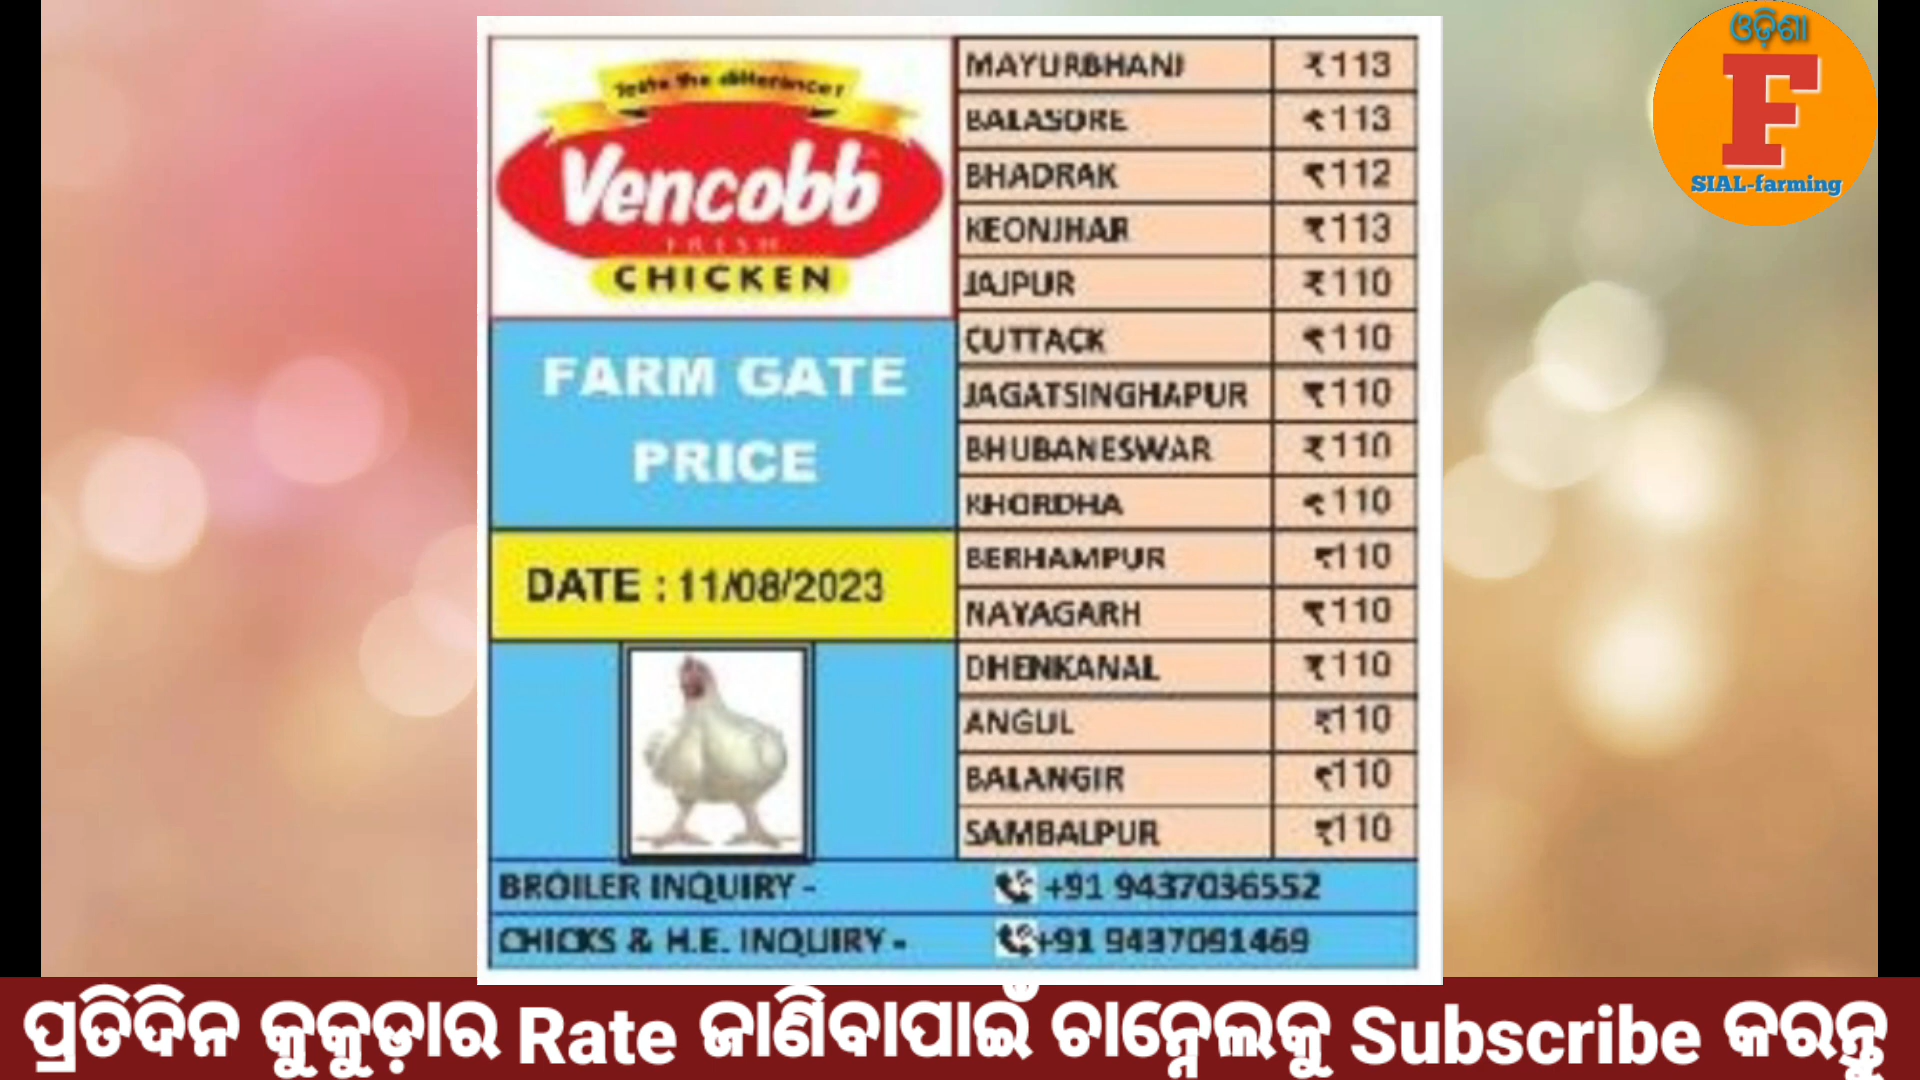 Taste the difference!
Vencobb
FRESH
CHICKEN
FARM GATE
PRICE
DATE : 11/08/2023
MAYURBHANJ ₹113
BALASORE ₹113
BHADRAK ₹112
KEONJHAR ₹113
JAJPUR ₹110
CUTTACK ₹110
JAGATSINGHAPUR ₹110
BHUBANESWAR ₹110
KHORDHA ₹110
BERHAMPUR ₹110
NAYAGARH ₹110
DHENKANAL ₹110
ANGUL ₹110
BALANGIR ₹110
SAMBALPUR ₹110
BROILER INQUIRY - +91 9437036552
CHICKS & H.E. INQUIRY - +91 9437091469
ଓଡ଼ିଶା
F
SIAL-farming
ପ୍ରତିଦିନ କୁକୁଡ଼ାର Rate ଜାଣିବାପାଇଁ ଚାନ୍ନେଲକୁ Subscribe କରନ୍ତୁ